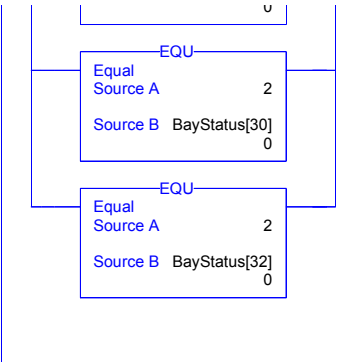 0
EQU
Equal
Source A 2
Source B BayStatus[30]
0
EQU
Equal
Source A 2
Source B BayStatus[32]
0